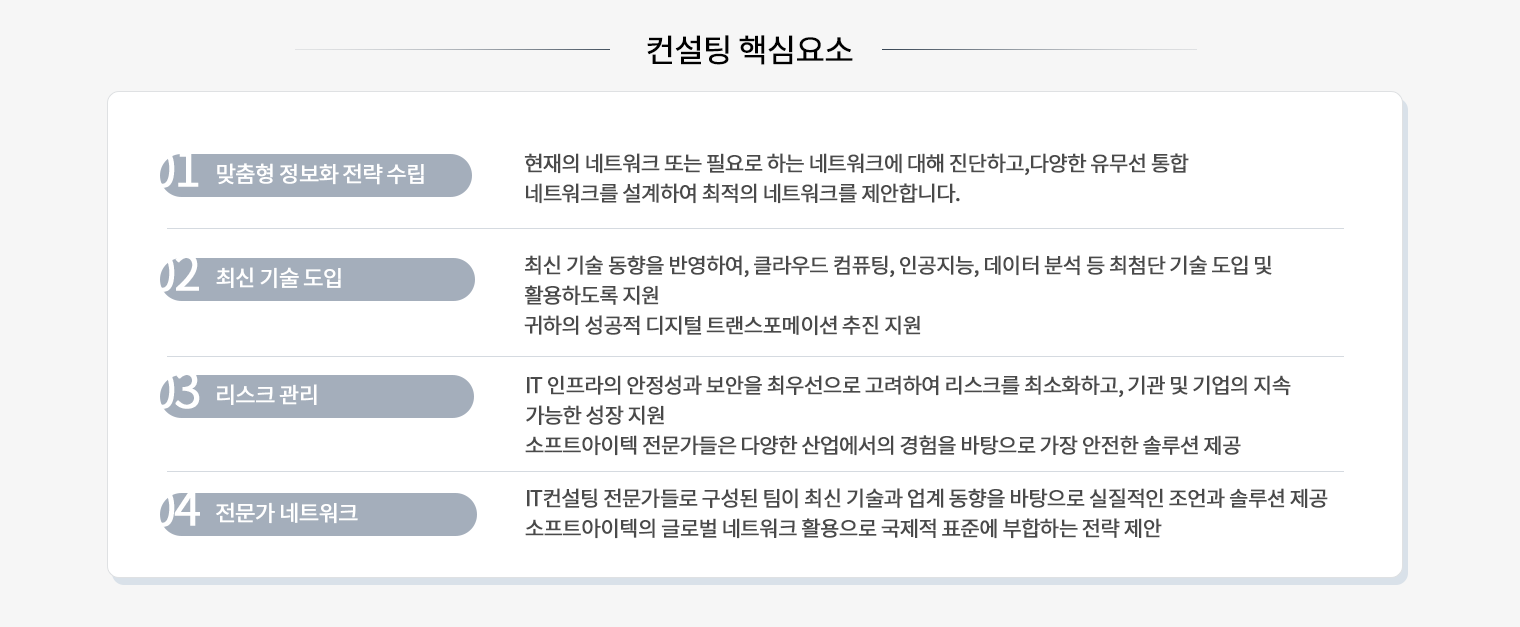 컨설팅 핵심요소
01 맞춤형 정보화 전략 수립
현재의 네트워크 또는 필요로 하는 네트워크에 대해 진단하고,다양한 유무선 통합
네트워크를 설계하여 최적의 네트워크를 제안합니다.
02 최신 기술 도입
최신 기술 동향을 반영하여, 클라우드 컴퓨팅, 인공지능, 데이터 분석 등 최첨단 기술 도입 및
활용하도록 지원
귀하의 성공적 디지털 트랜스포메이션 추진 지원
03 리스크 관리
IT 인프라의 안정성과 보안을 최우선으로 고려하여 리스크를 최소화하고, 기관 및 기업의 지속
가능한 성장 지원
소프트아이텍 전문가들은 다양한 산업에서의 경험을 바탕으로 가장 안전한 솔루션 제공
04 전문가 네트워크
IT컨설팅 전문가들로 구성된 팀이 최신 기술과 업계 동향을 바탕으로 실질적인 조언과 솔루션 제공
소프트아이텍의 글로벌 네트워크 활용으로 국제적 표준에 부합하는 전략 제안